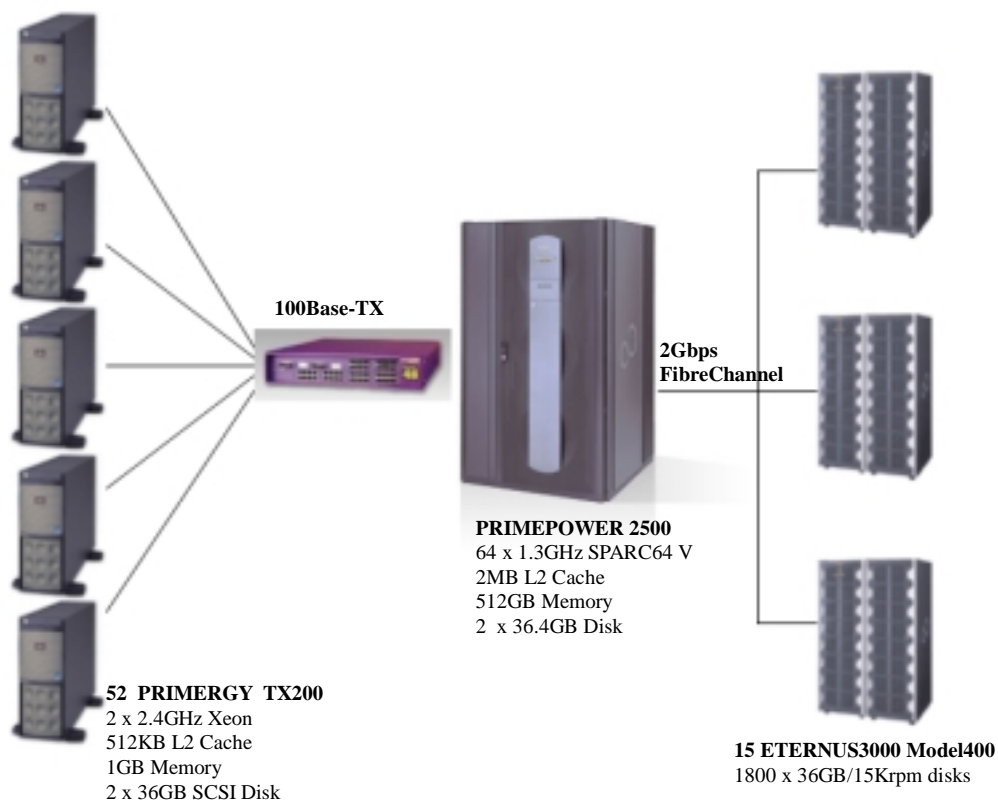 100Base-TX
2Gbps
FibreChannel
PRIMEPOWER 2500
64 x 1.3GHz SPARC64 V
2MB L2 Cache
512GB Memory
2 x 36.4GB Disk
52 PRIMERGY TX200
2 x 2.4GHz Xeon
512KB L2 Cache
1GB Memory
2 x 36GB SCSI Disk
15 ETERNUS3000 Model400
1800 x 36GB/15Krpm disks